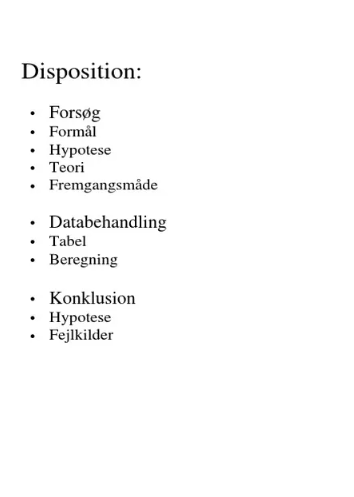 Disposition:
• Forsøg
• Formål
• Hypotese
• Teori
• Fremgangsmåde
• Databehandling
• Tabel
• Beregning
• Konklusion
• Hypotese
• Fejlkilder